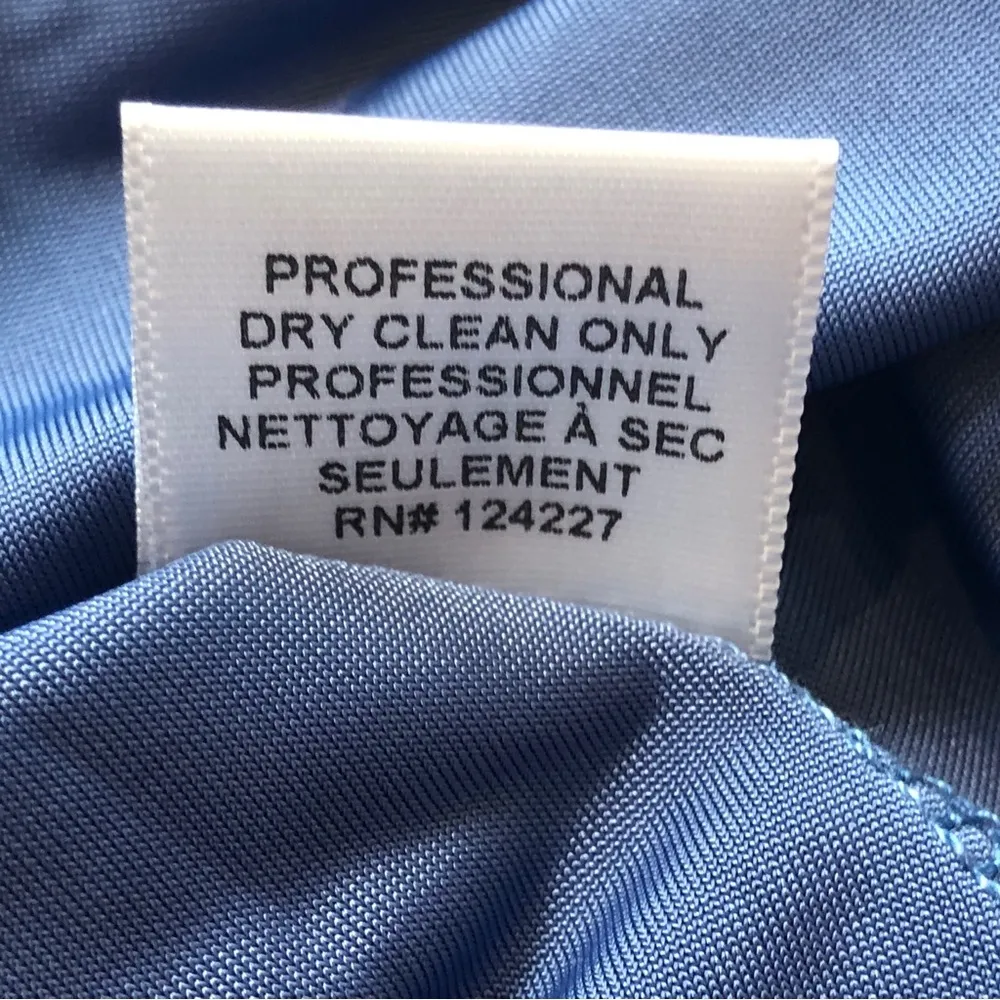 PROFESSIONAL
DRY CLEAN ONLY
PROFESSIONNEL
NETTOYAGE À SEC
SEULEMENT
RN# 124227